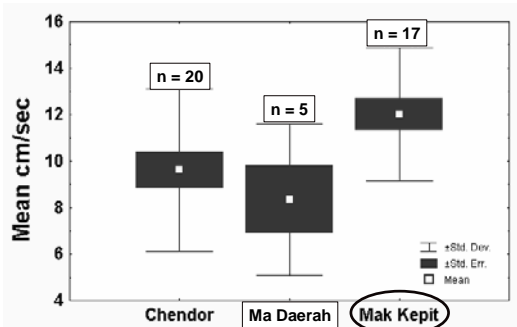 16
14
12
10
8
6
4
Mean cm/sec
n = 20
n = 5
n = 17
±Std. Dev.
±Std. Err.
Mean
Chendor
Ma Daerah
Mak Kepit